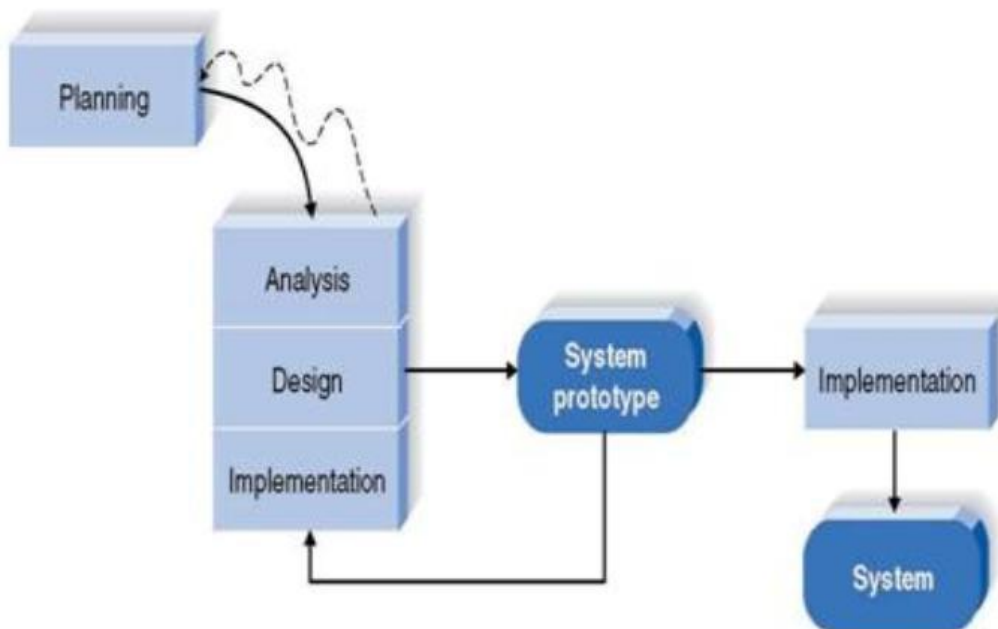 Planning
Analysis
Design
Implementation
System
prototype
Implementation
System